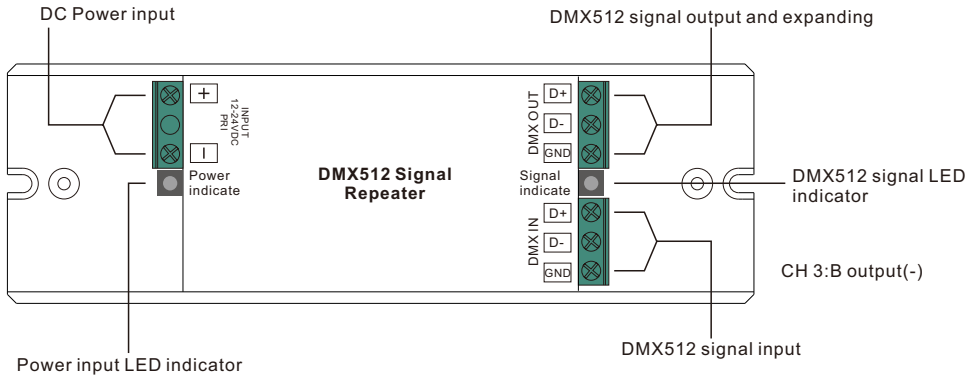 DC Power input
DMX512 signal output and expanding
+
INPUT
12-24VDC
PRI
−
Power
indicate
DMX512 Signal
Repeater
DMX OUT
D+
D-
GND
Signal
indicate
DMX IN
D+
D-
GND
DMX512 signal LED
indicator
CH 3:B output(-)
DMX512 signal input
Power input LED indicator